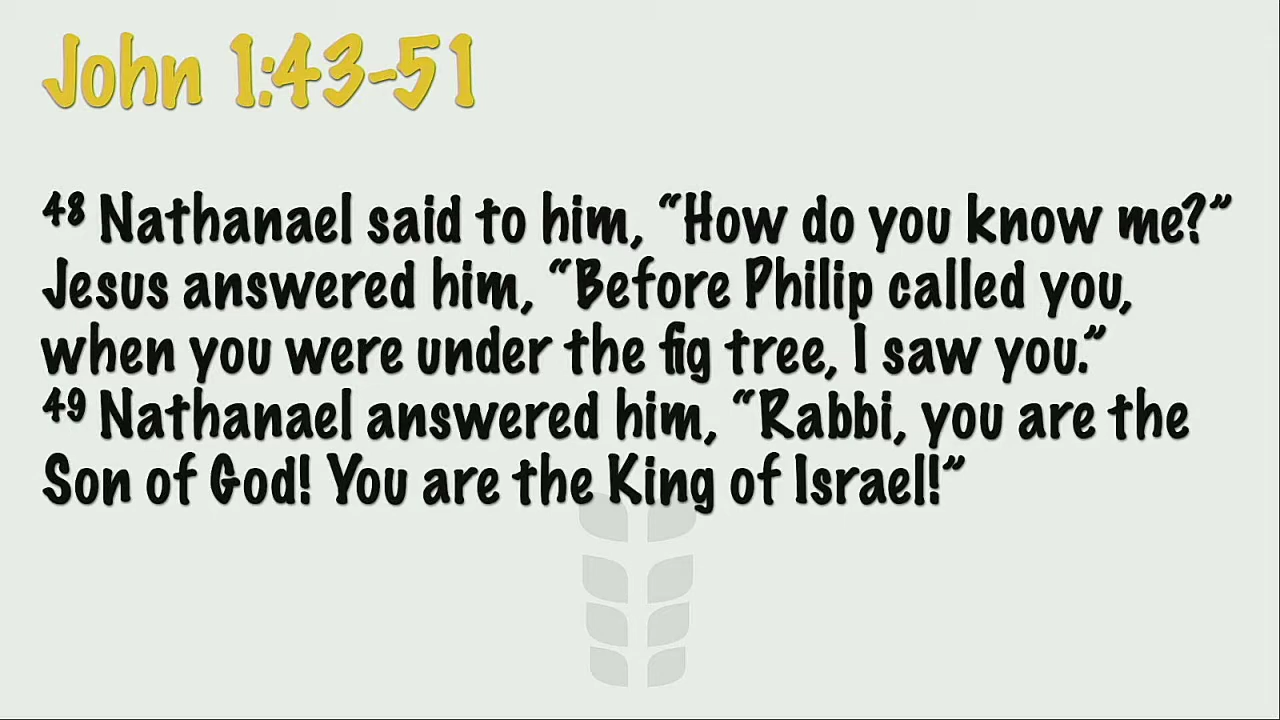 John 1:43-51
48 Nathanael said to him, “How do you know me?”
Jesus answered him, “Before Philip called you,
when you were under the fig tree, I saw you.”
49 Nathanael answered him, “Rabbi, you are the
Son of God! You are the King of Israel!”